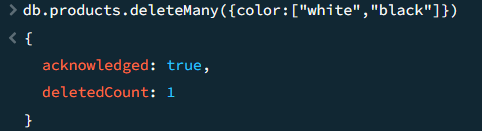 > db.products.deleteMany({color:["white","black"]})
< {
acknowledged: true,
deletedCount: 1
}